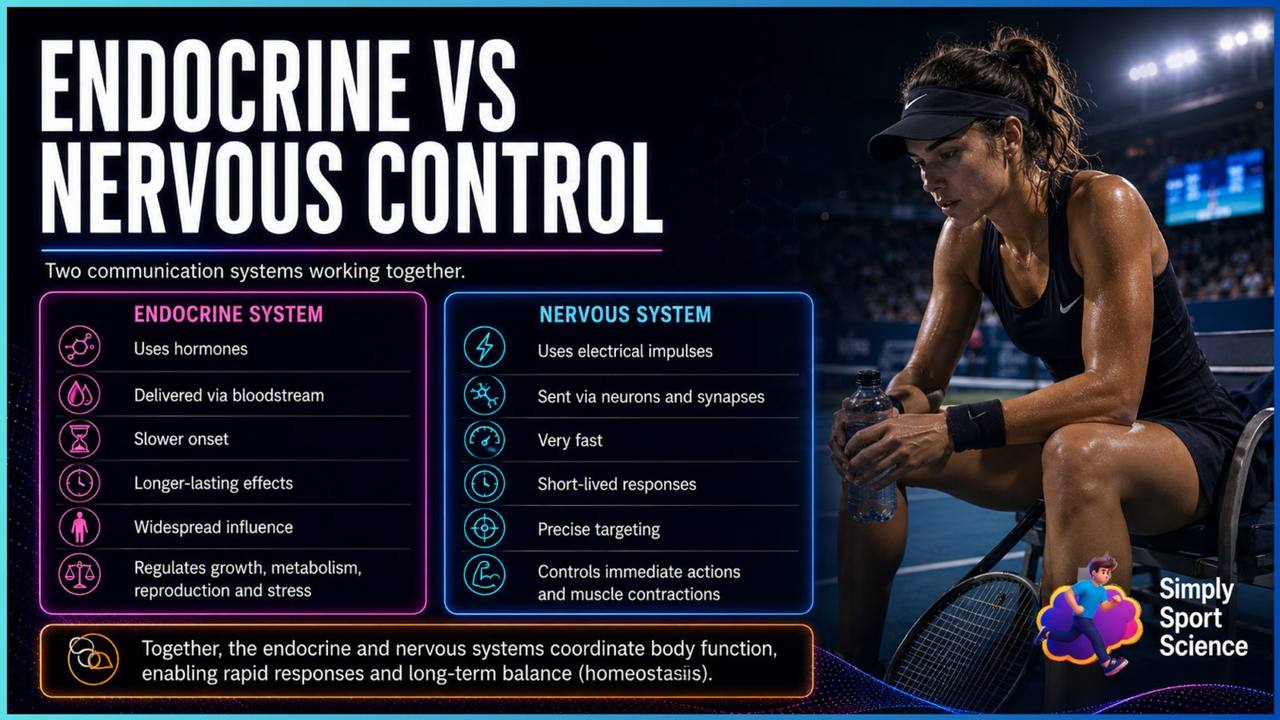 ENDOCRINE VS
NERVOUS CONTROL
Two communication systems working together.
ENDOCRINE SYSTEM
Uses hormones
Delivered via bloodstream
Slower onset
Longer-lasting effects
Widespread influence
Regulates growth, metabolism,
reproduction and stress
NERVOUS SYSTEM
Uses electrical impulses
Sent via neurons and synapses
Very fast
Short-lived responses
Precise targeting
Controls immediate actions
and muscle contractions
Together, the endocrine and nervous systems coordinate body function,
enabling rapid responses and long-term balance (homeostasiis).
Simply
Sport
Science